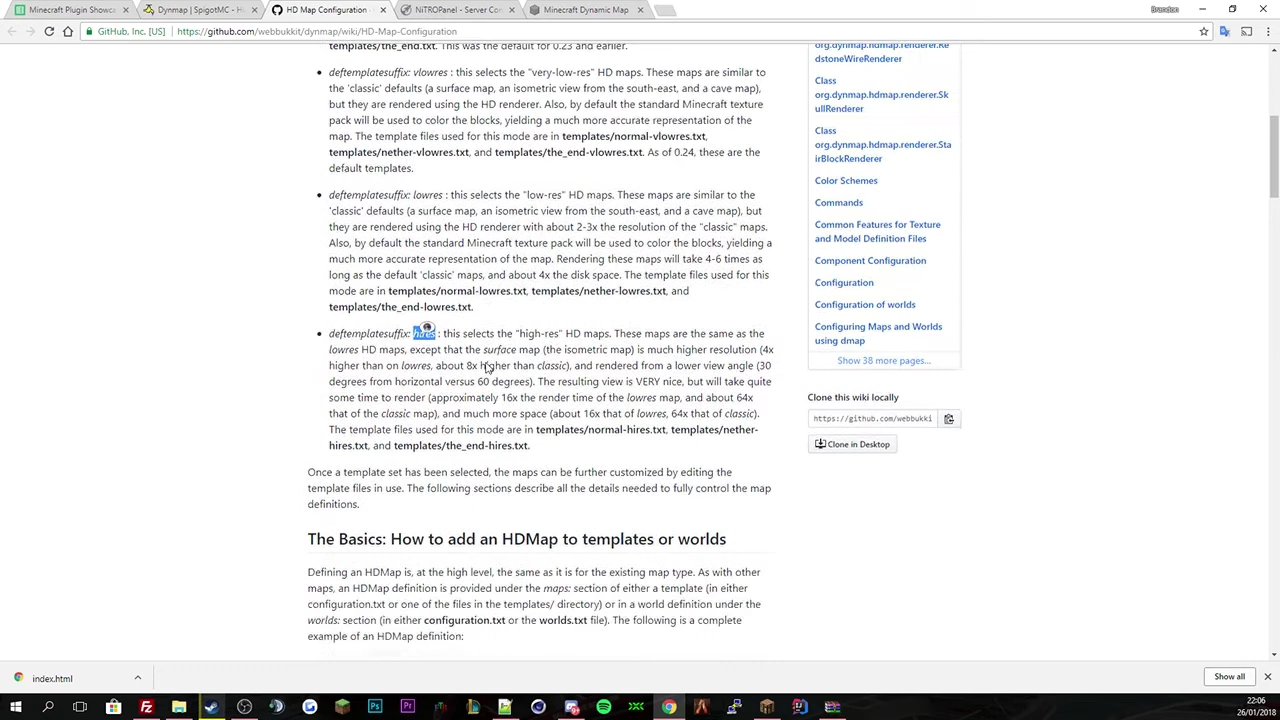 Minecraft Plugin Showca
Dynmap | SpigotMC - H
HD Map Configuration ·
NiTROPanel - Server Con
Minecraft Dynamic Map
Brandon
GitHub, Inc. [US]
https://github.com/webbukkit/dynmap/wiki/HD-Map-Configuration
templates/the_end.txt. This was the default for 0.23 and earlier.
deftemplatesuffix: vlowres : this selects the "very-low-res" HD maps. These maps are similar to
the 'classic' defaults (a surface map, an isometric view from the south-east, and a cave map),
but they are rendered using the HD renderer. Also, by default the standard Minecraft texture
pack will be used to color the blocks, yielding a much more accurate representation of the
map. The template files used for this mode are in templates/normal-vlowres.txt,
templates/nether-vlowres.txt, and templates/the_end-vlowres.txt. As of 0.24, these are the
default templates.
deftemplatesuffix: lowres : this selects the "low-res" HD maps. These maps are similar to the
'classic' defaults (a surface map, an isometric view from the south-east, and a cave map), but
they are rendered using the HD renderer with about 2-3x the resolution of the "classic" maps.
Also, by default the standard Minecraft texture pack will be used to color the blocks, yielding a
much more accurate representation of the map. Rendering these maps will take 4-6 times as
long as the default 'classic' maps, and about 4x the disk space. The template files used for this
mode are in templates/normal-lowres.txt, templates/nether-lowres.txt, and
templates/the_end-lowres.txt.
deftemplatesuffix: hires : this selects the "high-res" HD maps. These maps are the same as the
lowres HD maps, except that the surface map (the isometric map) is much higher resolution (4x
higher than on lowres, about 8x higher than classic), and rendered from a lower view angle (30
degrees from horizontal versus 60 degrees). The resulting view is VERY nice, but will take quite
some time to render (approximately 16x the render time of the lowres map, and about 64x
that of the classic map), and much more space (about 16x that of lowres, 64x that of classic).
The template files used for this mode are in templates/normal-hires.txt, templates/nether-
hires.txt, and templates/the_end-hires.txt.
Once a template set has been selected, the maps can be further customized by editing the
template files in use. The following sections describe all the details needed to fully control the map
definitions.
The Basics: How to add an HDMap to templates or worlds
Defining an HDMap is, at the high level, the same as it is for the existing map type. As with other
maps, an HDMap definition is provided under the maps: section of either a template (in either
configuration.txt or one of the files in the templates/ directory) or in a world definition under the
worlds: section (in either configuration.txt or the worlds.txt file). The following is a complete
example of an HDMap definition:
org.dynmap.hdmap.renderer.Re
dstoneWireRenderer
Class
org.dynmap.hdmap.renderer.Sk
ullRenderer
Class
org.dynmap.hdmap.renderer.Sta
irBlockRenderer
Color Schemes
Commands
Common Features for Texture
and Model Definition Files
Component Configuration
Configuration
Configuration of worlds
Configuring Maps and Worlds
using dmap
Show 38 more pages...
Clone this wiki locally
https://github.com/webbukki
Clone in Desktop
index.html
Show all
22:06
26/01/2018